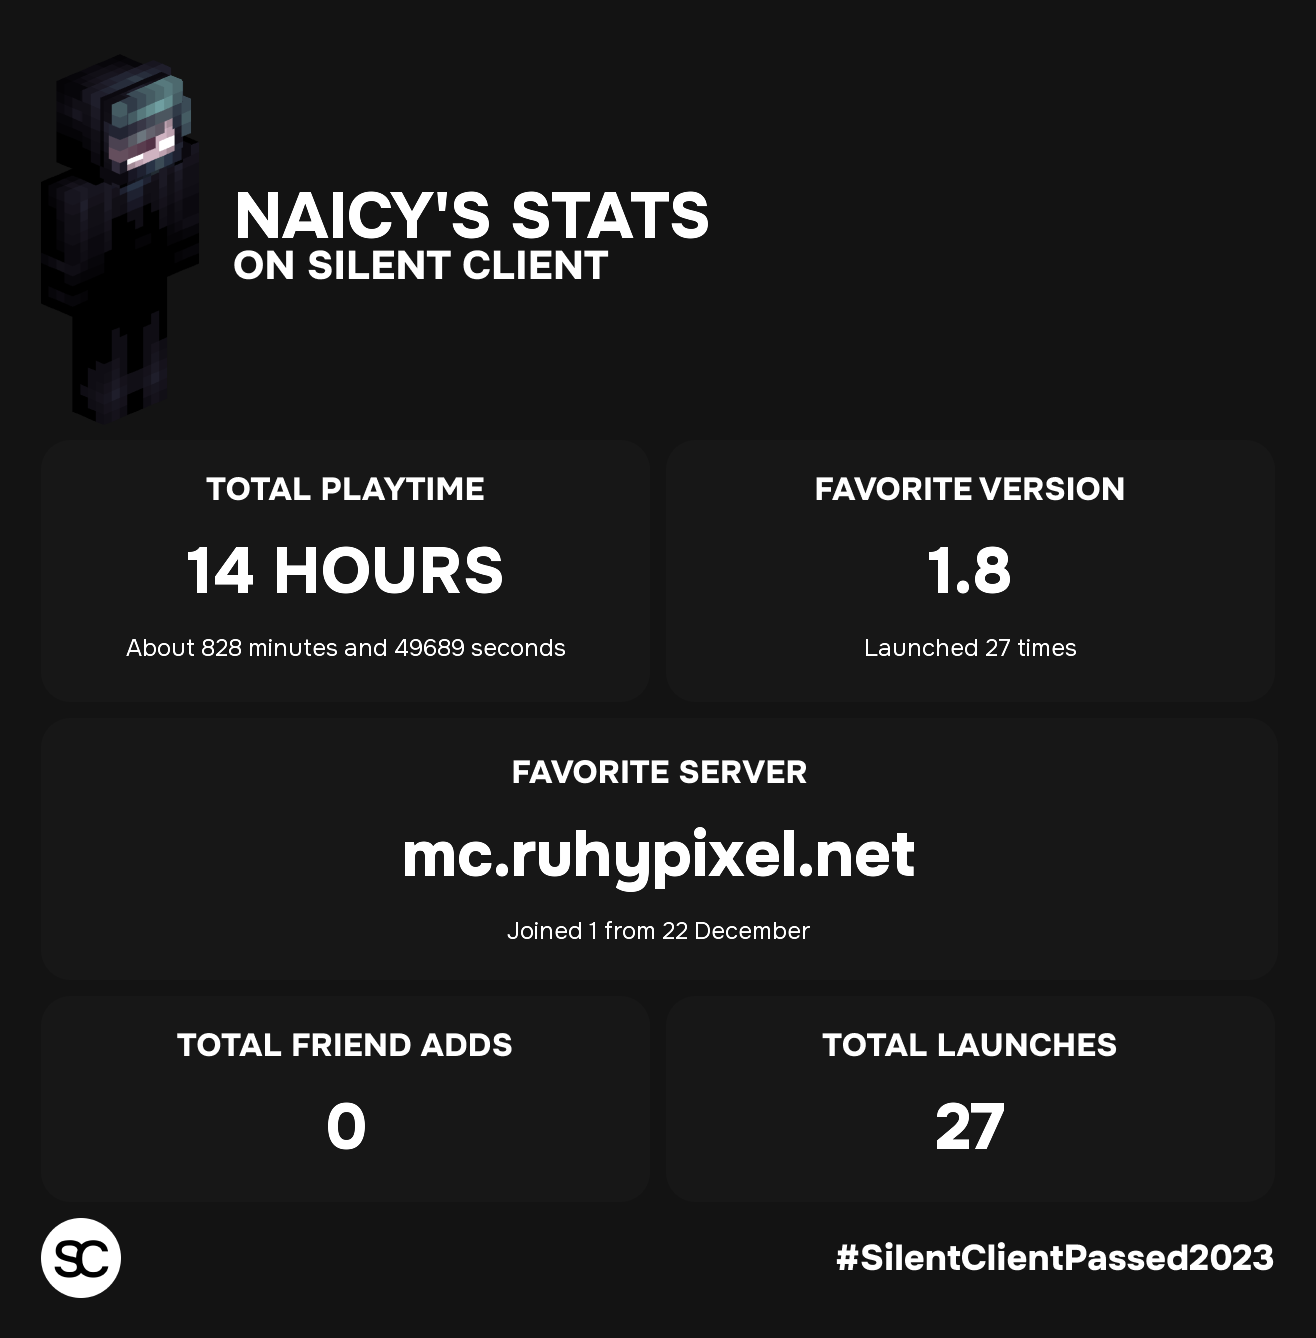 NAICY'S STATS
ON SILENT CLIENT
TOTAL PLAYTIME
14 HOURS
About 828 minutes and 49689 seconds
FAVORITE VERSION
1.8
Launched 27 times
FAVORITE SERVER
mc.ruhypixel.net
Joined 1 from 22 December
TOTAL FRIEND ADDS
0
TOTAL LAUNCHES
27
SC
#SilentClientPassed2023